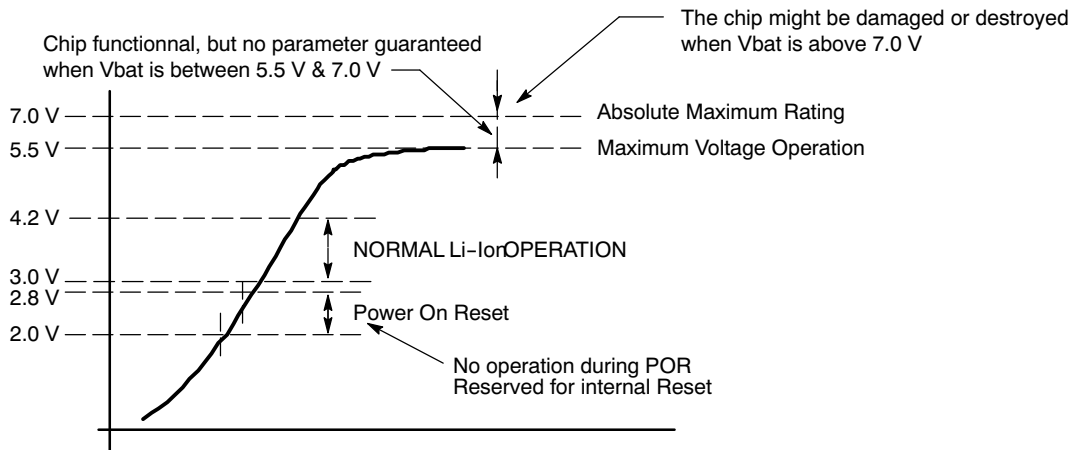 The chip might be damaged or destroyed
when Vbat is above 7.0 V
Chip functionnal, but no parameter guaranteed
when Vbat is between 5.5 V & 7.0 V
7.0 V
Absolute Maximum Rating
5.5 V
Maximum Voltage Operation
4.2 V
NORMAL Li-IonOPERATION
3.0 V
2.8 V
Power On Reset
2.0 V
No operation during POR
Reserved for internal Reset